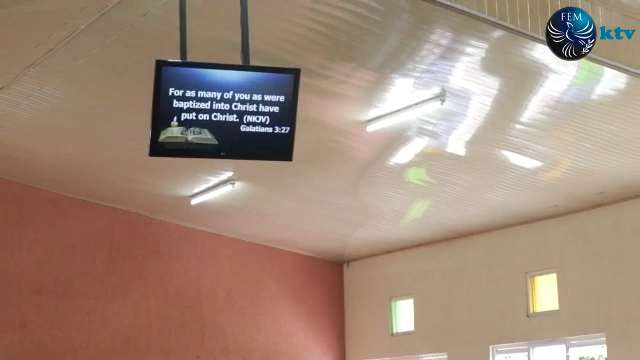 FEM
ktv
For as many of you as were
baptized into Christ have
put on Christ. (NKJV)
Galatians 3:27